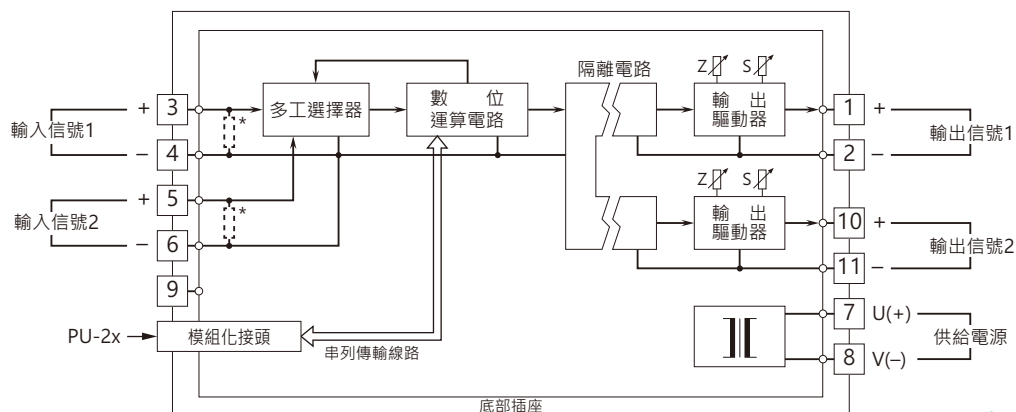 隔離電路
Z
S
多工選擇器
數 位
運算電路
輸 出
驅動器
+
3
*
輸入信號1
−
4
1
+
輸出信號1
2
−
Z
S
輸 出
驅動器
+
5
*
輸入信號2
−
6
10
+
輸出信號2
11
−
9
7
U(+)
供給電源
8
V(−)
PU-2x
模組化接頭
串列傳輸線路
底部插座